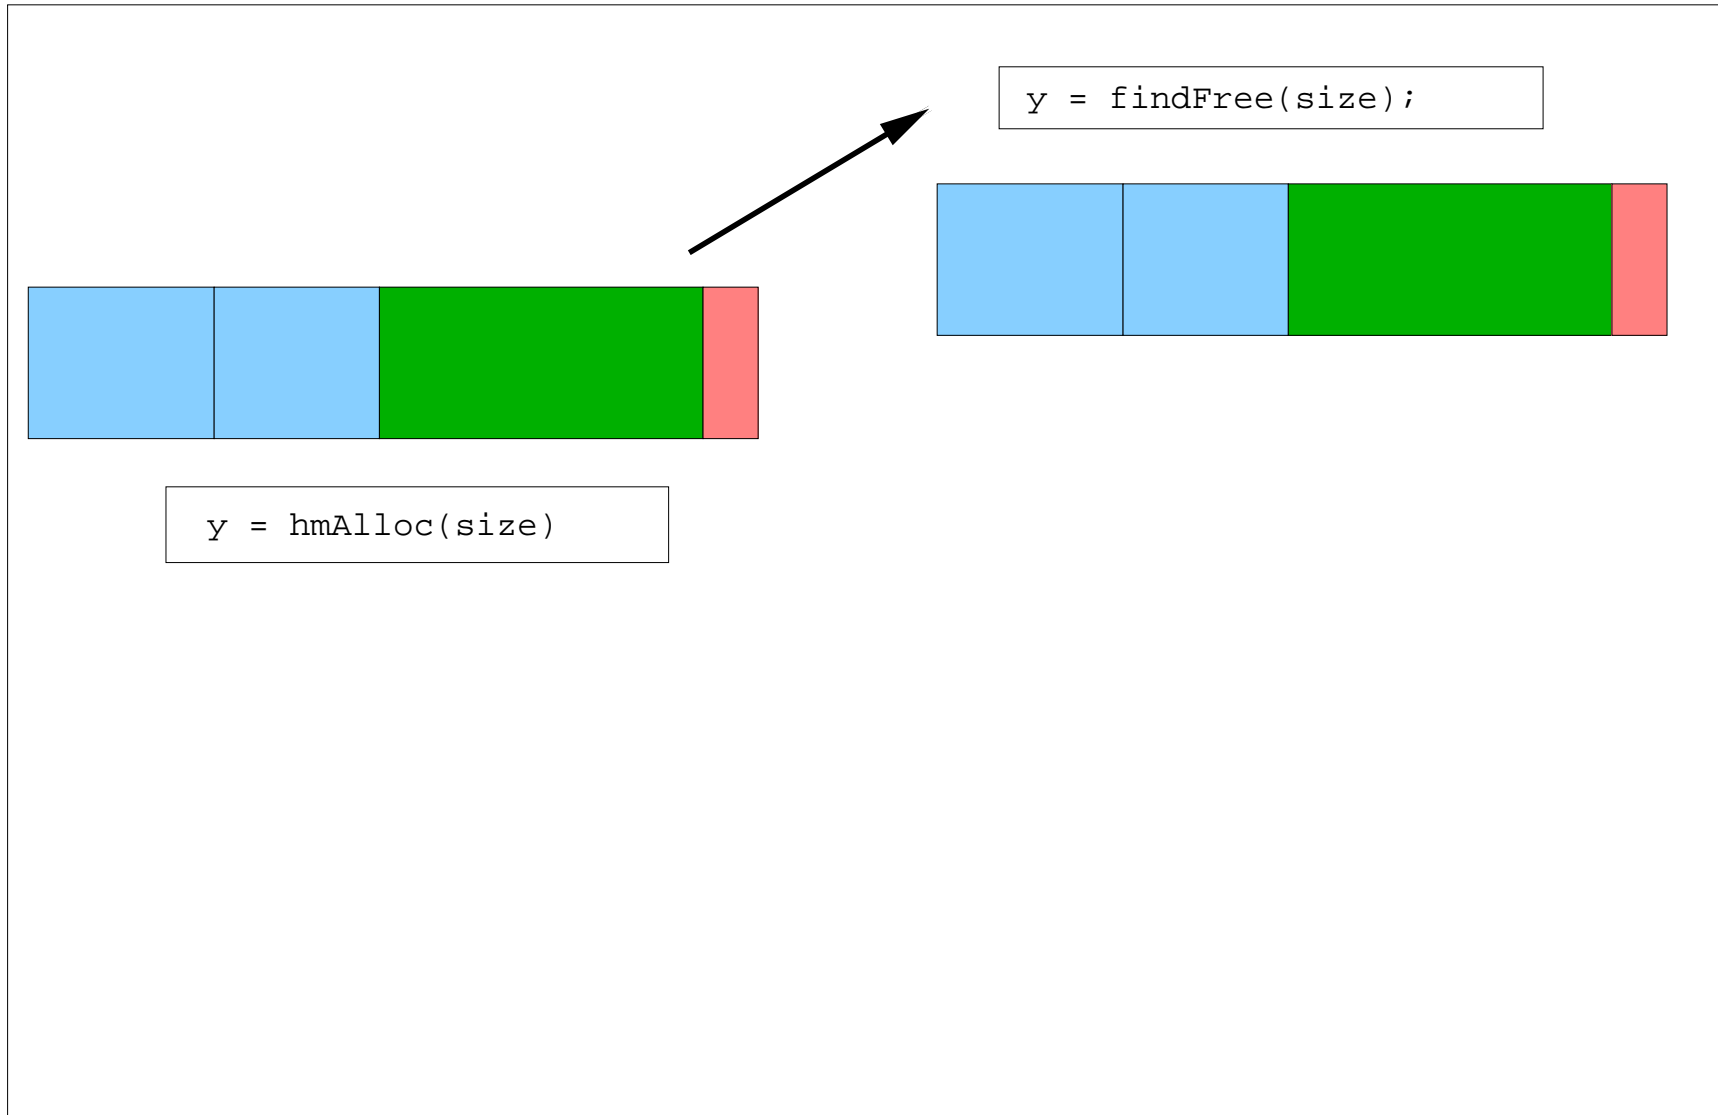 y = findFree(size);
y = hmAlloc(size)